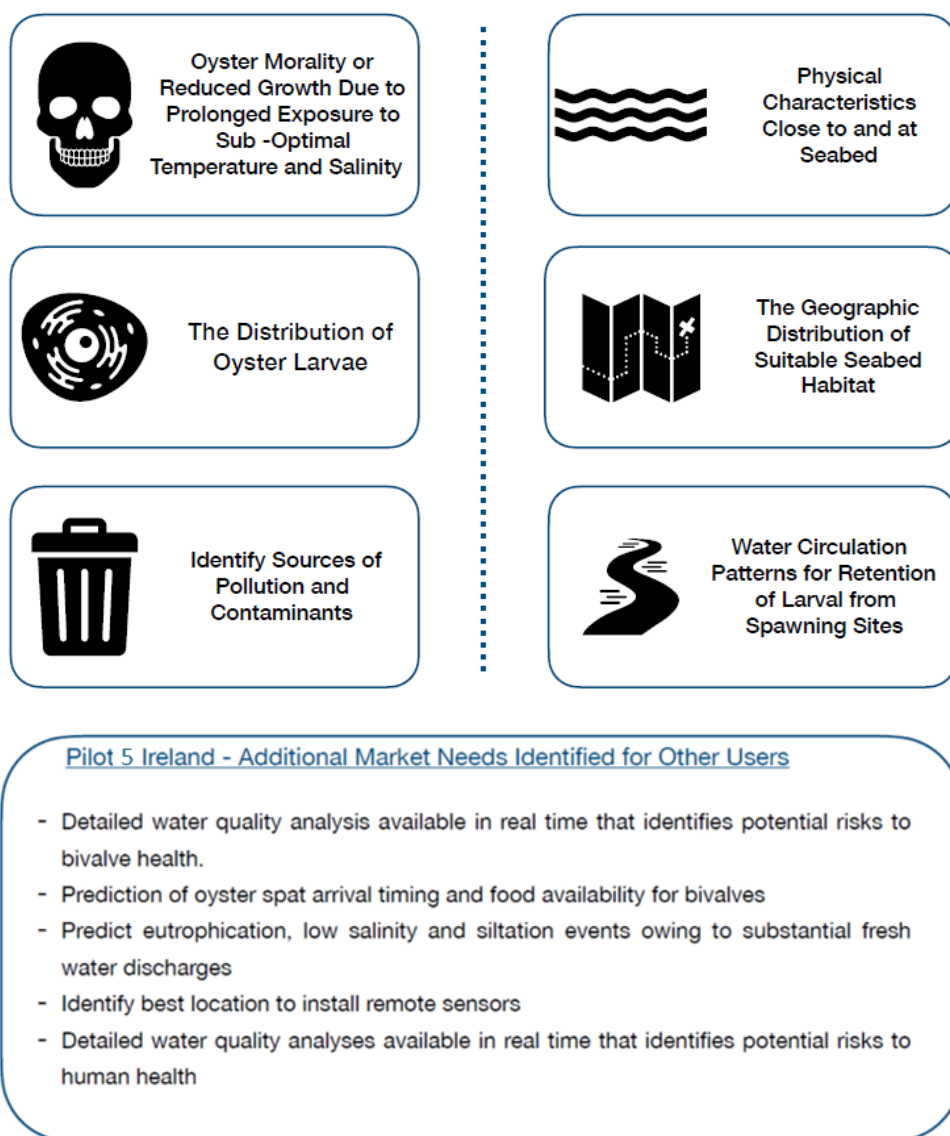 Oyster Morality or
Reduced Growth Due to
Prolonged Exposure to
Sub -Optimal
Temperature and Salinity
Physical
Characteristics
Close to and at
Seabed
The Distribution of
Oyster Larvae
The Geographic
Distribution of
Suitable Seabed
Habitat
Identify Sources of
Pollution and
Contaminants
Water Circulation
Patterns for Retention
of Larval from
Spawning Sites
Pilot 5 Ireland - Additional Market Needs Identified for Other Users
- Detailed water quality analysis available in real time that identifies potential risks to
bivalve health.
- Prediction of oyster spat arrival timing and food availability for bivalves
- Predict eutrophication, low salinity and siltation events owing to substantial fresh
water discharges
- Identify best location to install remote sensors
- Detailed water quality analyses available in real time that identifies potential risks to
human health